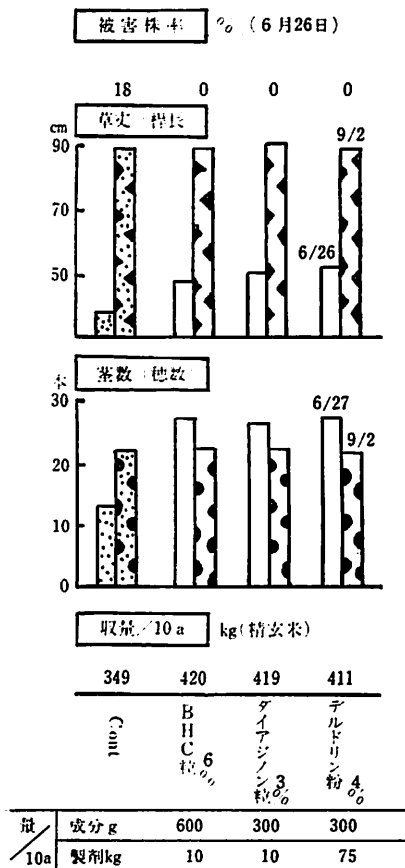 被害株率 % (6月26日)
18 0 0 0
草丈 稈長
cm
90
70
50
9/2
6/26
茎数 穂数
本
30
20
10
0
6/27
9/2
収量/10a kg(精玄米)
349 420 419 411
Cont
BHC粒 6%
ダイアジノン粒 3%
デルドリン粉 4%
量/10a
成分g 600 300 300
製剤kg 10 10 75